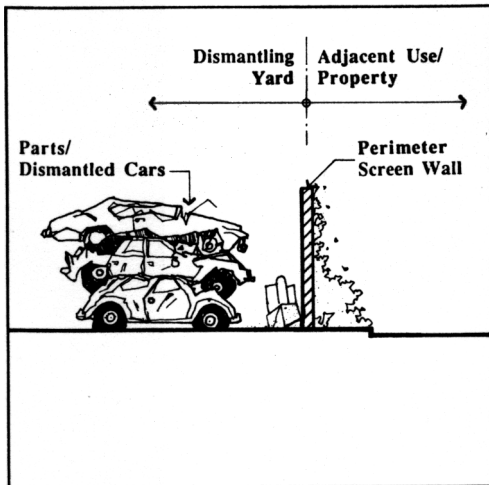 Dismantling
Yard
Adjacent Use/
Property
Parts/
Dismantled Cars
Perimeter
Screen Wall